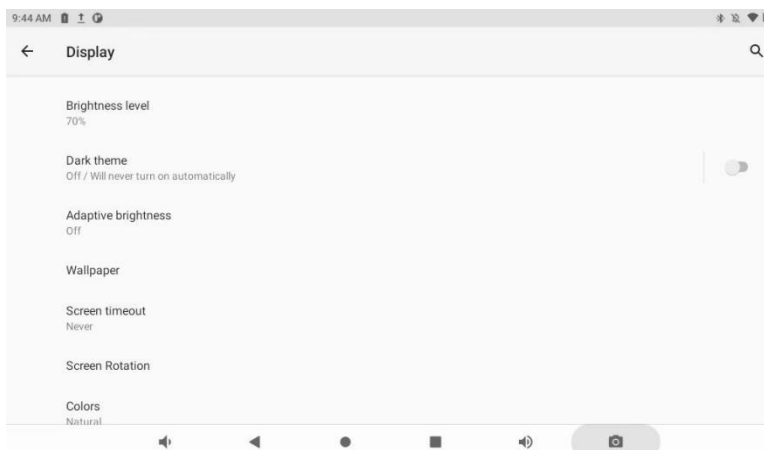 9:44 AM
Display
Brightness level
70%
Dark theme
Off / Will never turn on automatically
Adaptive brightness
Off
Wallpaper
Screen timeout
Never
Screen Rotation
Colors
Natural